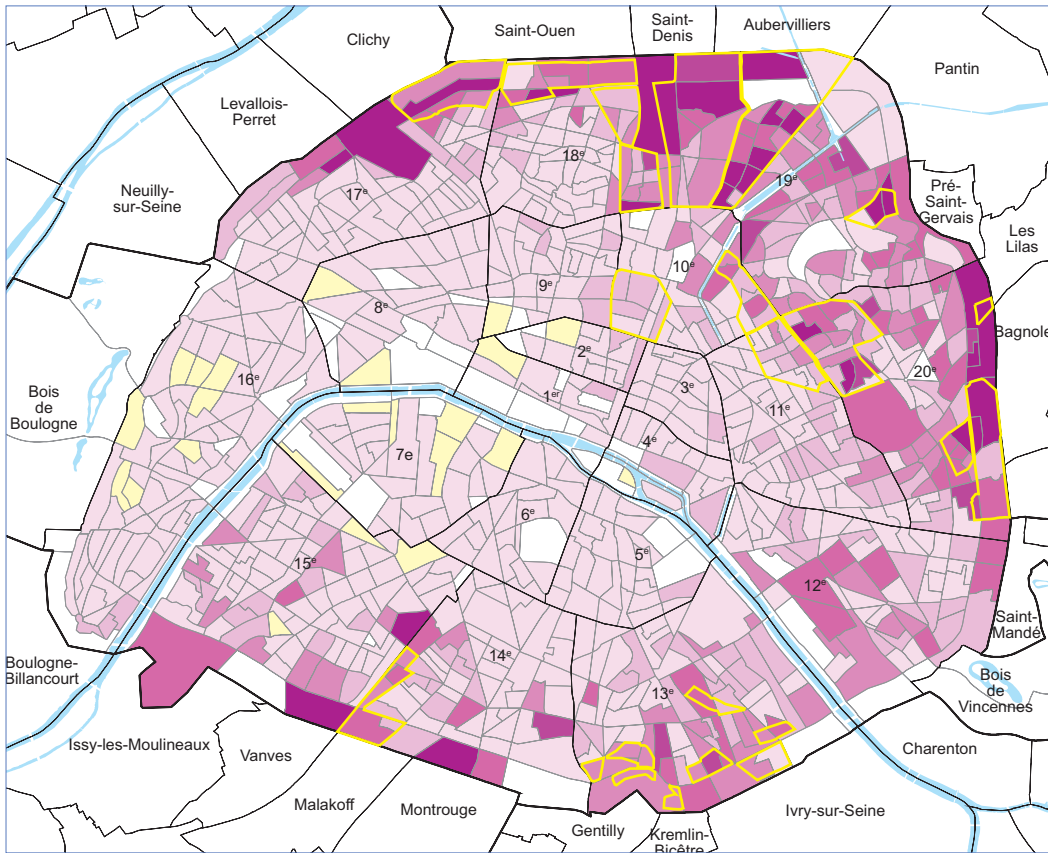 Clichy
Saint-Ouen
Saint-
Denis
Aubervilliers
Pantin
Levallois-
Perret
Neuilly-
sur-Seine
18e
17e
19e
Pré-
Saint-
Gervais
Les
Lilas
10e
9e
8e
Bagnole
2e
20e
16e
Bois
de
Boulogne
1er
3e
11e
4e
7e
6e
5e
15e
12e
Saint-
Mandé
14e
13e
Boulogne-
Billancourt
Bois
de
Vincennes
Issy-les-Moulineaux
Vanves
Charenton
Malakoff
Montrouge
Ivry-sur-Seine
Gentilly
Kremlin-
Bicêtre